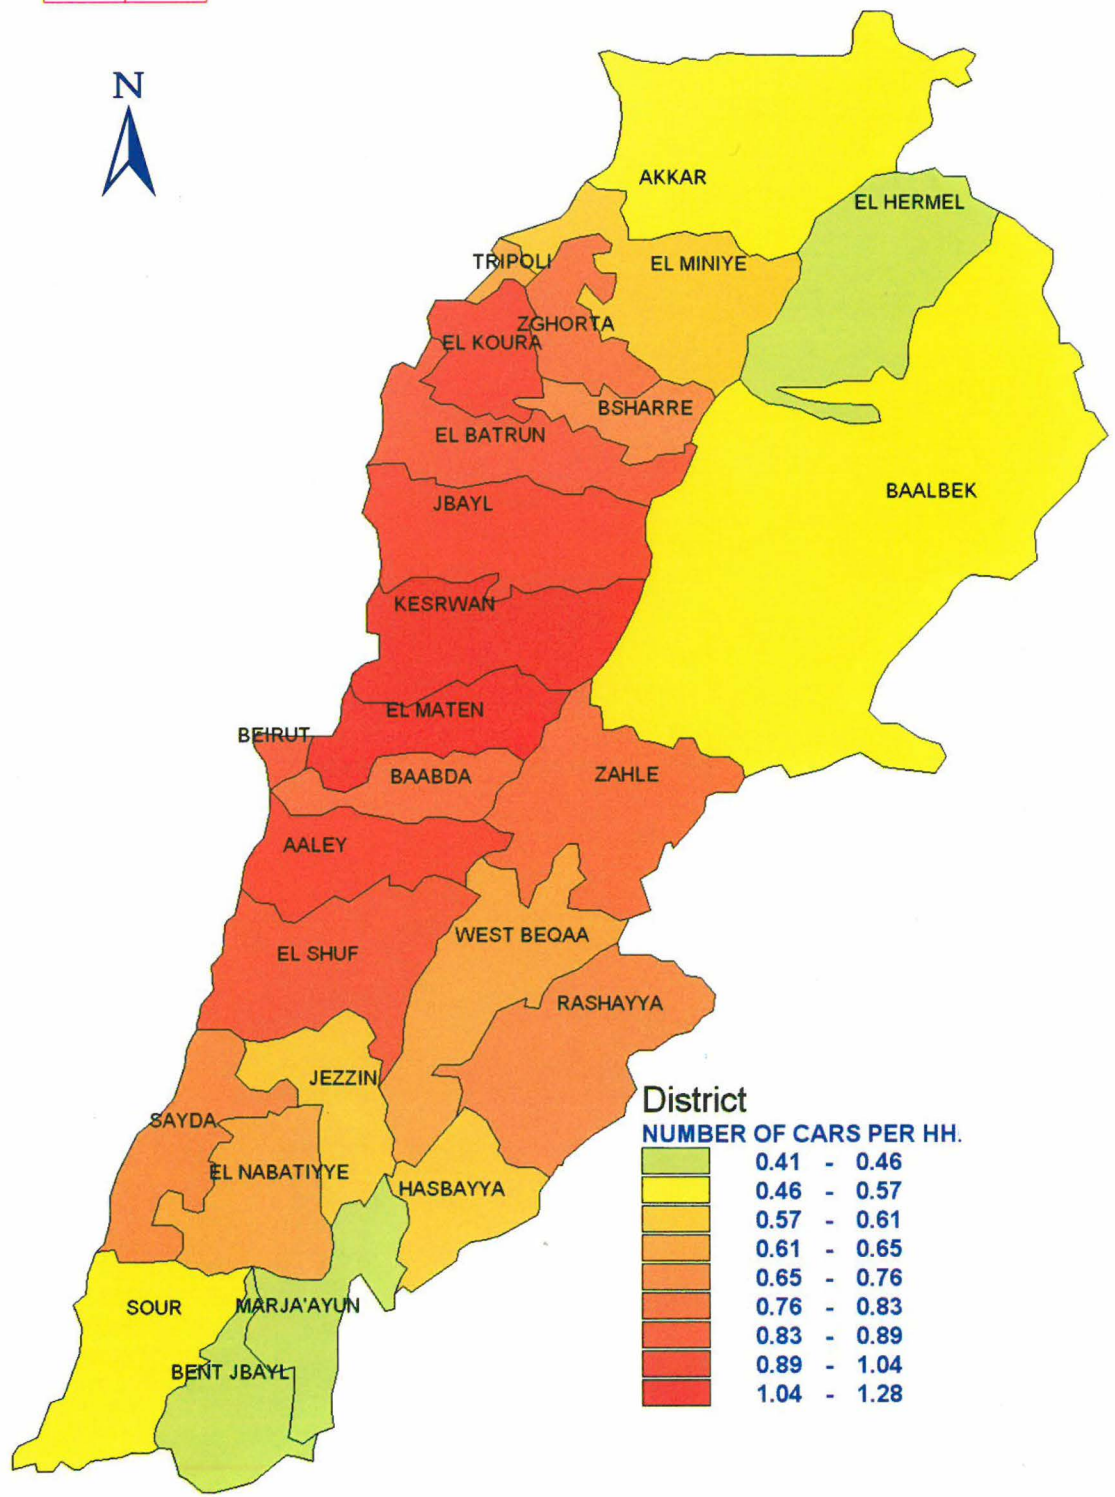 N
AKKAR
EL HERMEL
TRIPOLI
EL MINIYE
ZGHORTA
EL KOURA
BSHARRE
EL BATRUN
BAALBEK
JBAYL
KESRWAN
EL MATEN
BEIRUT
BAABDA
ZAHLE
AALEY
WEST BEQAA
EL SHUF
RASHAYYA
JEZZIN
SAYDA
EL NABATIYYE
HASBAYYA
SOUR
MARJA'AYUN
BENT JBAYL
District
NUMBER OF CARS PER HH.
0.41 - 0.46
0.46 - 0.57
0.57 - 0.61
0.61 - 0.65
0.65 - 0.76
0.76 - 0.83
0.83 - 0.89
0.89 - 1.04
1.04 - 1.28